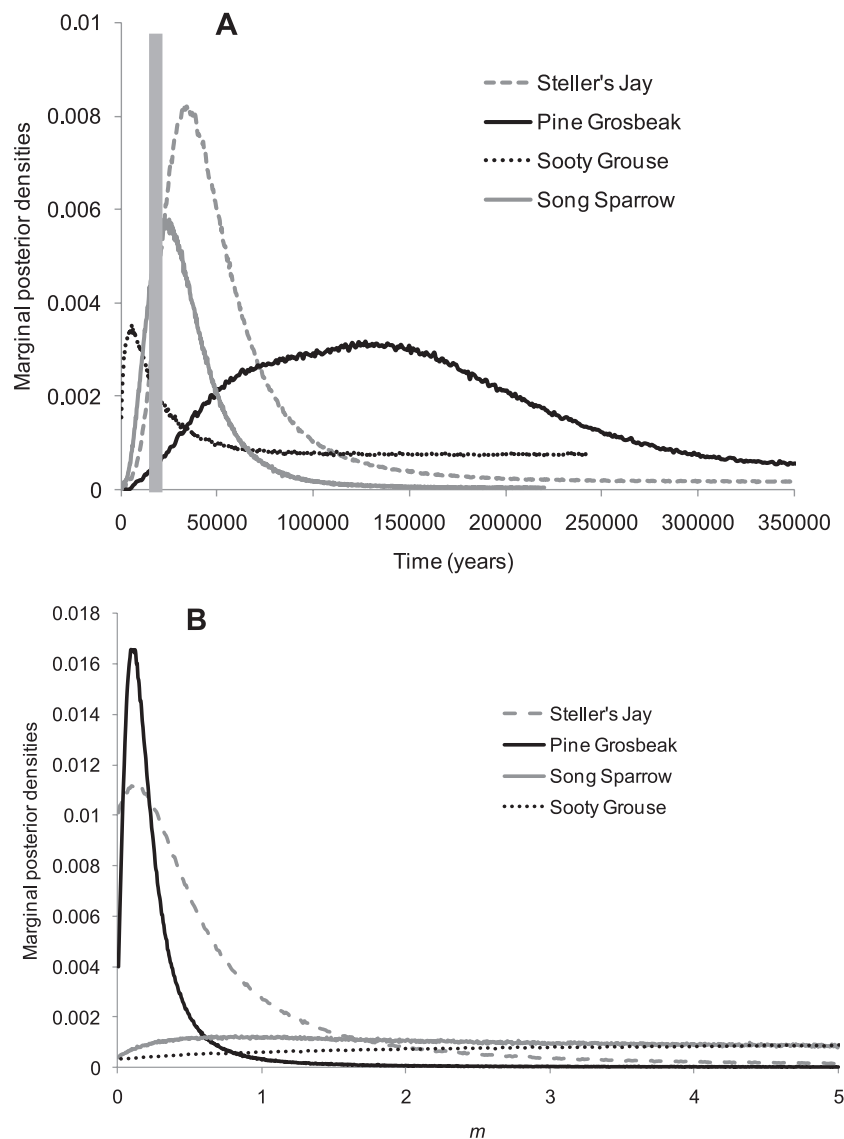 A
0.01
0.008
0.006
0.004
0.002
0
Marginal posterior densities
Steller's Jay
Pine Grosbeak
Sooty Grouse
Song Sparrow
0 50000 100000 150000 200000 250000 300000 350000
Time (years)
B
0.018
0.016
0.014
0.012
0.01
0.008
0.006
0.004
0.002
0
Marginal posterior densities
Steller's Jay
Pine Grosbeak
Song Sparrow
Sooty Grouse
0 1 2 3 4 5
m